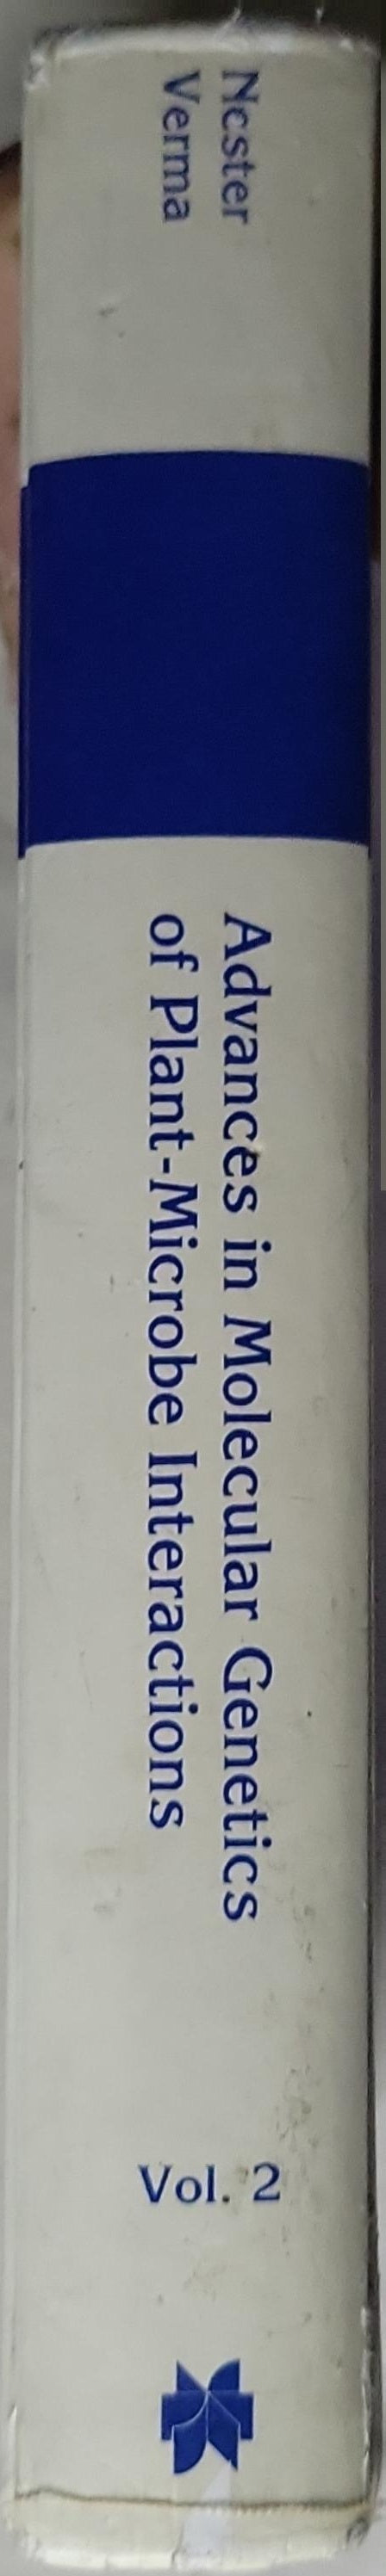 Nester
Verma
Advances in Molecular Genetics
of Plant-Microbe Interactions
Vol. 2